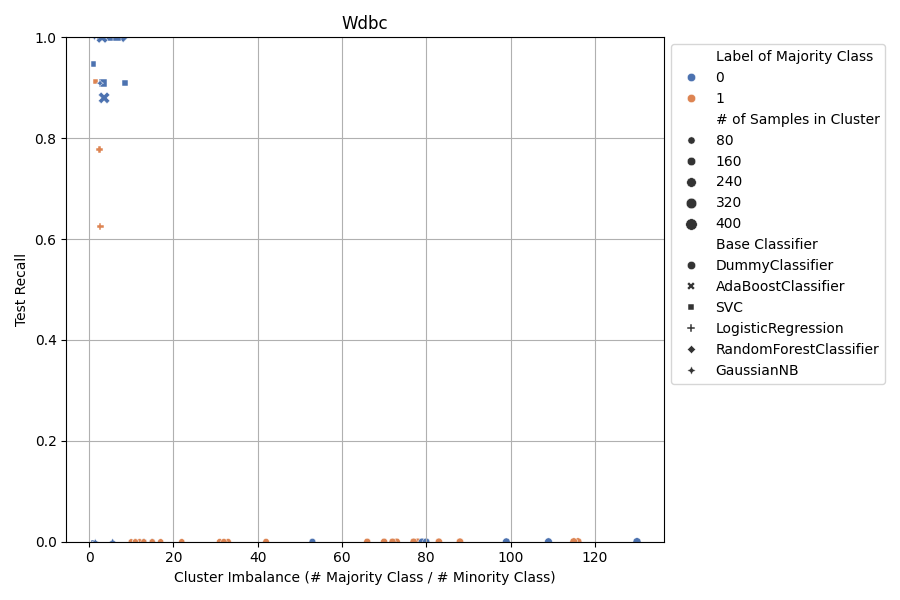 Wdbc
1.0
0.8
0.6
0.4
0.2
0.0
Test Recall
0 20 40 60 80 100 120
Cluster Imbalance (# Majority Class / # Minority Class)
Label of Majority Class
0
1
# of Samples in Cluster
80
160
240
320
400
Base Classifier
DummyClassifier
AdaBoostClassifier
SVC
LogisticRegression
RandomForestClassifier
GaussianNB